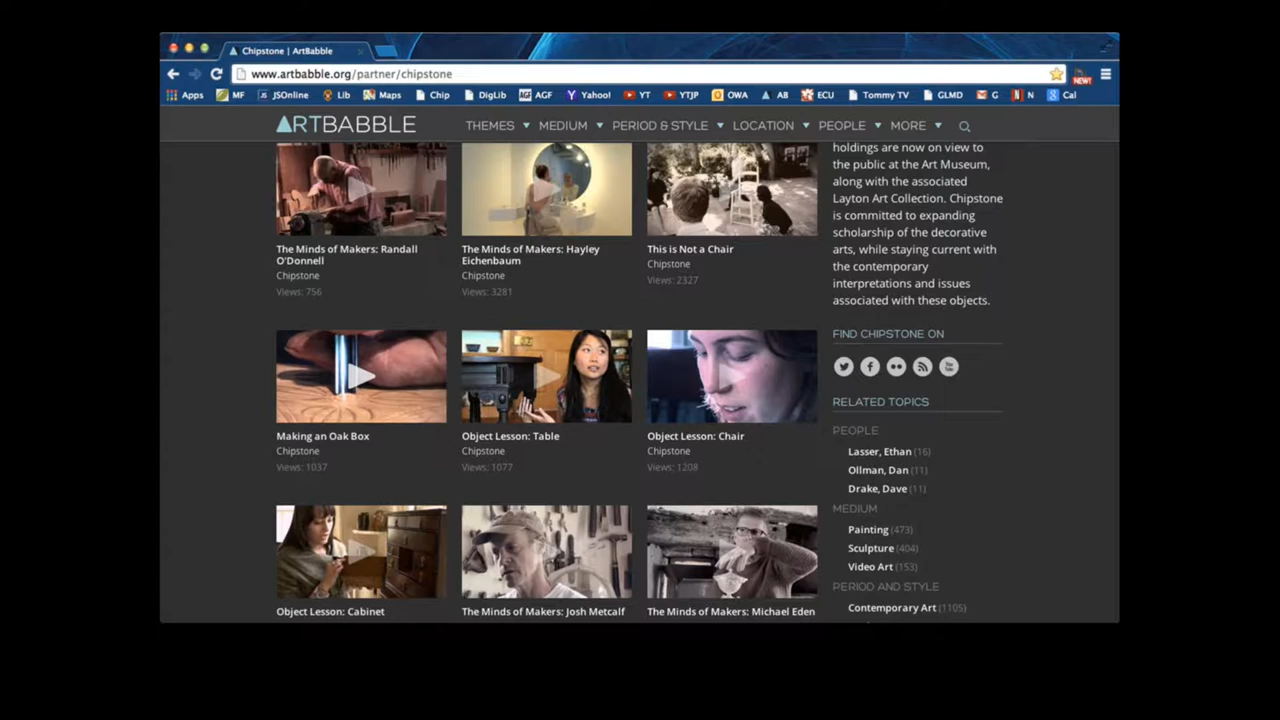 Chipstone | ArtBabble
www.artbabble.org/partner/chipstone
Apps MF JSOnline Lib Maps Chip DigLib AGF AGF Yahoo! YT YTJP OWA AB ECU Tommy TV GLMD G N Cal
NEW!
ARTBABBLE THEMES MEDIUM PERIOD & STYLE LOCATION PEOPLE MORE
The Minds of Makers: Randall
O'Donnell
Chipstone
Views: 756
The Minds of Makers: Hayley
Eichenbaum
Chipstone
Views: 3281
This is Not a Chair
Chipstone
Views: 2327
Making an Oak Box
Chipstone
Views: 1037
Object Lesson: Table
Chipstone
Views: 1077
Object Lesson: Chair
Chipstone
Views: 1208
Object Lesson: Cabinet
The Minds of Makers: Josh Metcalf
The Minds of Makers: Michael Eden
holdings are now on view to
the public at the Art Museum,
along with the associated
Layton Art Collection. Chipstone
is committed to expanding
scholarship of the decorative
arts, while staying current with
the contemporary
interpretations and issues
associated with these objects.
FIND CHIPSTONE ON
You Tube
RELATED TOPICS
PEOPLE
Lasser, Ethan (16)
Ollman, Dan (11)
Drake, Dave (11)
MEDIUM
Painting (473)
Sculpture (404)
Video Art (153)
PERIOD AND STYLE
Contemporary Art (1105)